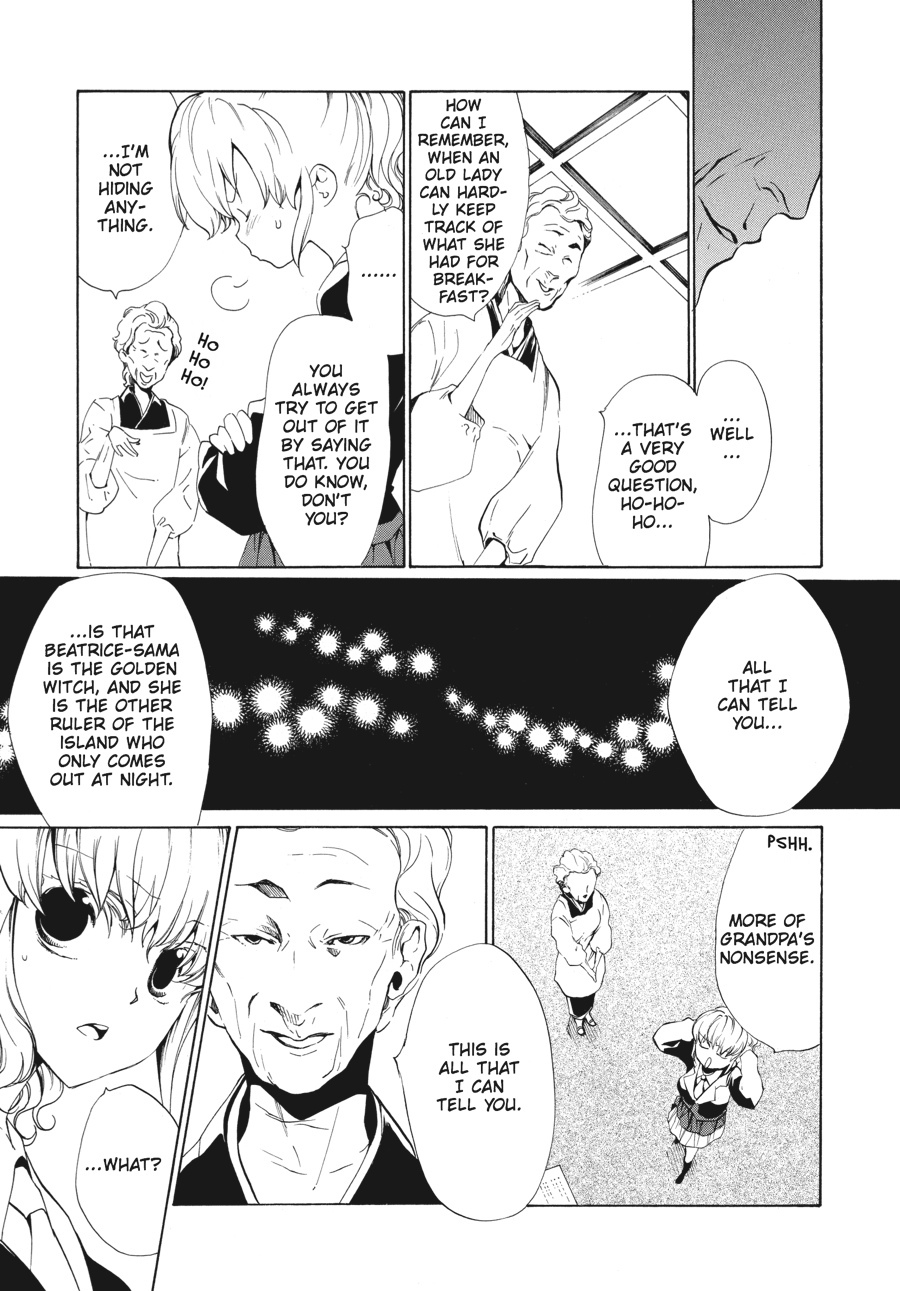 ...
WELL
...
...THAT'S
A VERY
GOOD
QUESTION,
HO-HO-
HO...
HOW
CAN I
REMEMBER,
WHEN AN
OLD LADY
CAN HARD-
LY KEEP
TRACK OF
WHAT SHE
HAD FOR
BREAK-
FAST?
......
YOU
ALWAYS
TRY TO GET
OUT OF IT
BY SAYING
THAT. YOU
DO KNOW,
DON'T
YOU?
...I'M
NOT
HIDING
ANY-
THING.
HO
HO
HO!
ALL
THAT I
CAN TELL
YOU...
...IS THAT
BEATRICE-SAMA
IS THE GOLDEN
WITCH, AND SHE
IS THE OTHER
RULER OF THE
ISLAND WHO
ONLY COMES
OUT AT NIGHT.
PSHH.
MORE OF
GRANDPA'S
NONSENSE.
THIS IS
ALL THAT
I CAN
TELL YOU.
...WHAT?